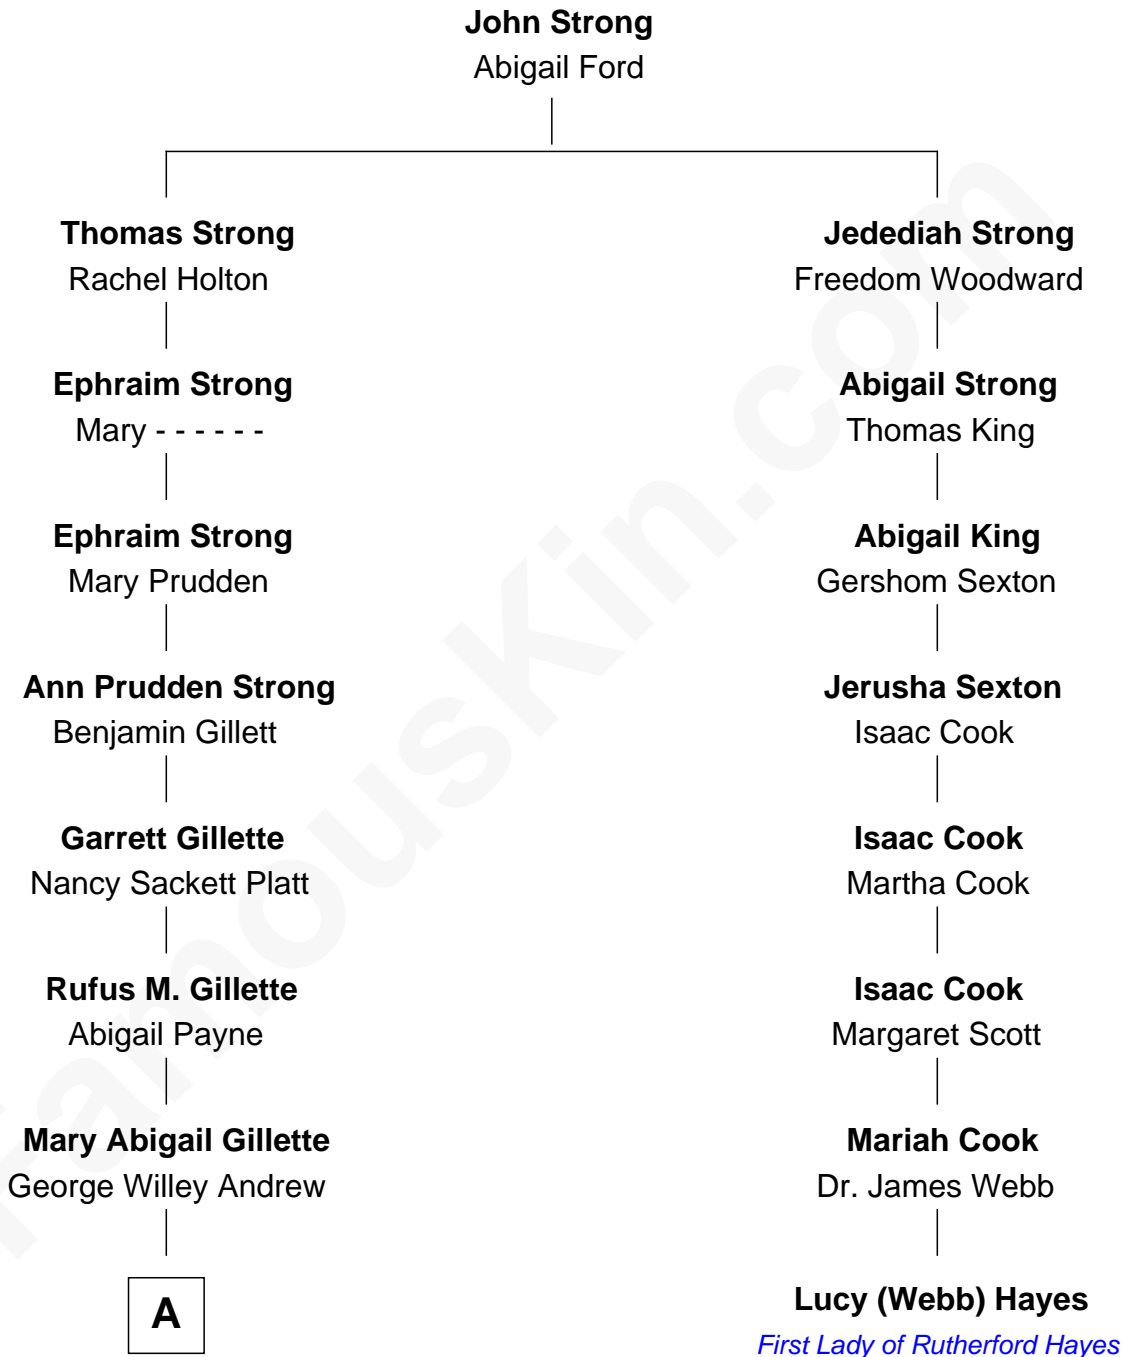 John Strong
Abigail Ford
Thomas Strong
Rachel Holton
Jedediah Strong
Freedom Woodward
Ephraim Strong
Mary - - - - - -
Abigail Strong
Thomas King
Ephraim Strong
Mary Prudden
Abigail King
Gershom Sexton
Ann Prudden Strong
Benjamin Gillett
Jerusha Sexton
Isaac Cook
Garrett Gillette
Nancy Sackett Platt
Isaac Cook
Martha Cook
Rufus M. Gillette
Abigail Payne
Isaac Cook
Margaret Scott
Mary Abigail Gillette
George Willey Andrew
Mariah Cook
Dr. James Webb
A
Lucy (Webb) Hayes
First Lady of Rutherford Hayes
FamousKin.com